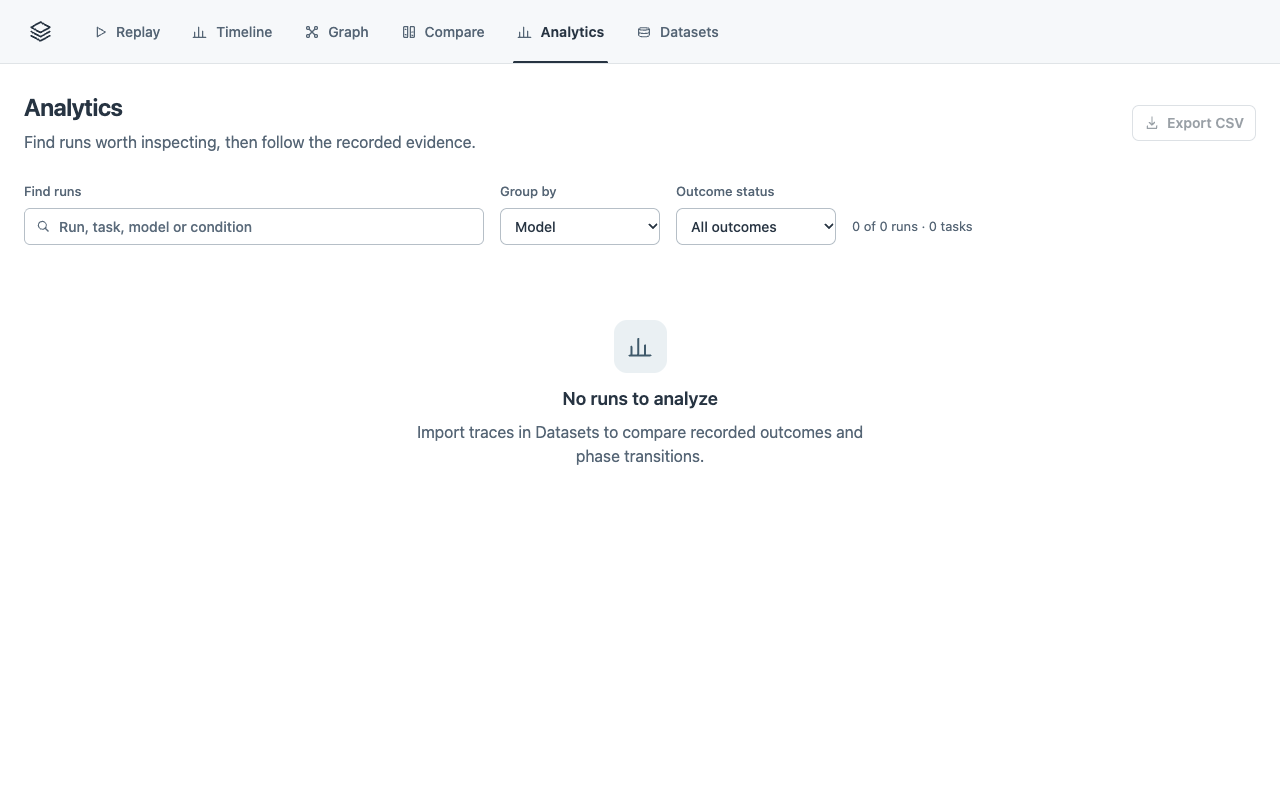 Replay
Timeline
Graph
Compare
Analytics
Datasets
Analytics
Find runs worth inspecting, then follow the recorded evidence.
Export CSV
Find runs
Group by
Outcome status
Run, task, model or condition
Model
All outcomes
0 of 0 runs · 0 tasks
No runs to analyze
Import traces in Datasets to compare recorded outcomes and
phase transitions.